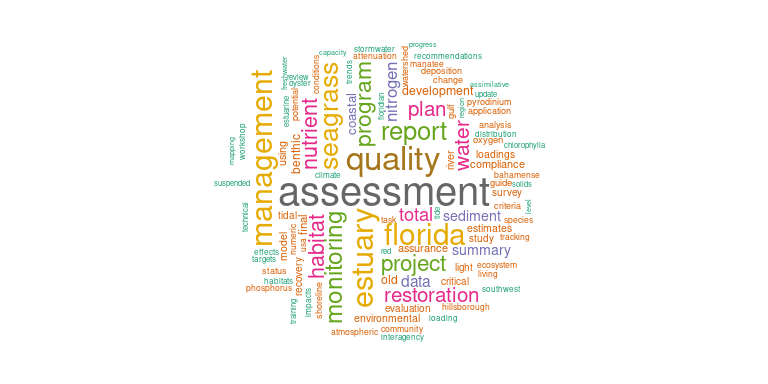 progress
capacity
stormwater
attenuation
watershed
recommendations
manatee
deposition
change
freshwater
review
oyster
conditions
trends
nitrogen
assimilative
development
update
management
seagrass
program
floridian
potential
estuarine
nutrient
coastal
plan
gulf
region
pyrodinium
application
report
water
analysis
distribution
oxygen
chlorophylla
workshop
mapping
using
benthic
quality
river
loadings
compliance
climate
suspended
assessment
bahamense
guide
solids
survey
technical
tidal
final
habitat
monitoring
estuary
task
total
tide
sediment
criteria
level
species
model
numeric
usa
florida
estimates
study
tracking
effects
targets
red
assurance
summary
status
habitats
phosphorus
recovery
project
light
ecosystem
living
old
data
critical
southwest
training
impacts
shoreline
restoration
evaluation
hillsborough
environmental
loading
atmospheric
community
interagency